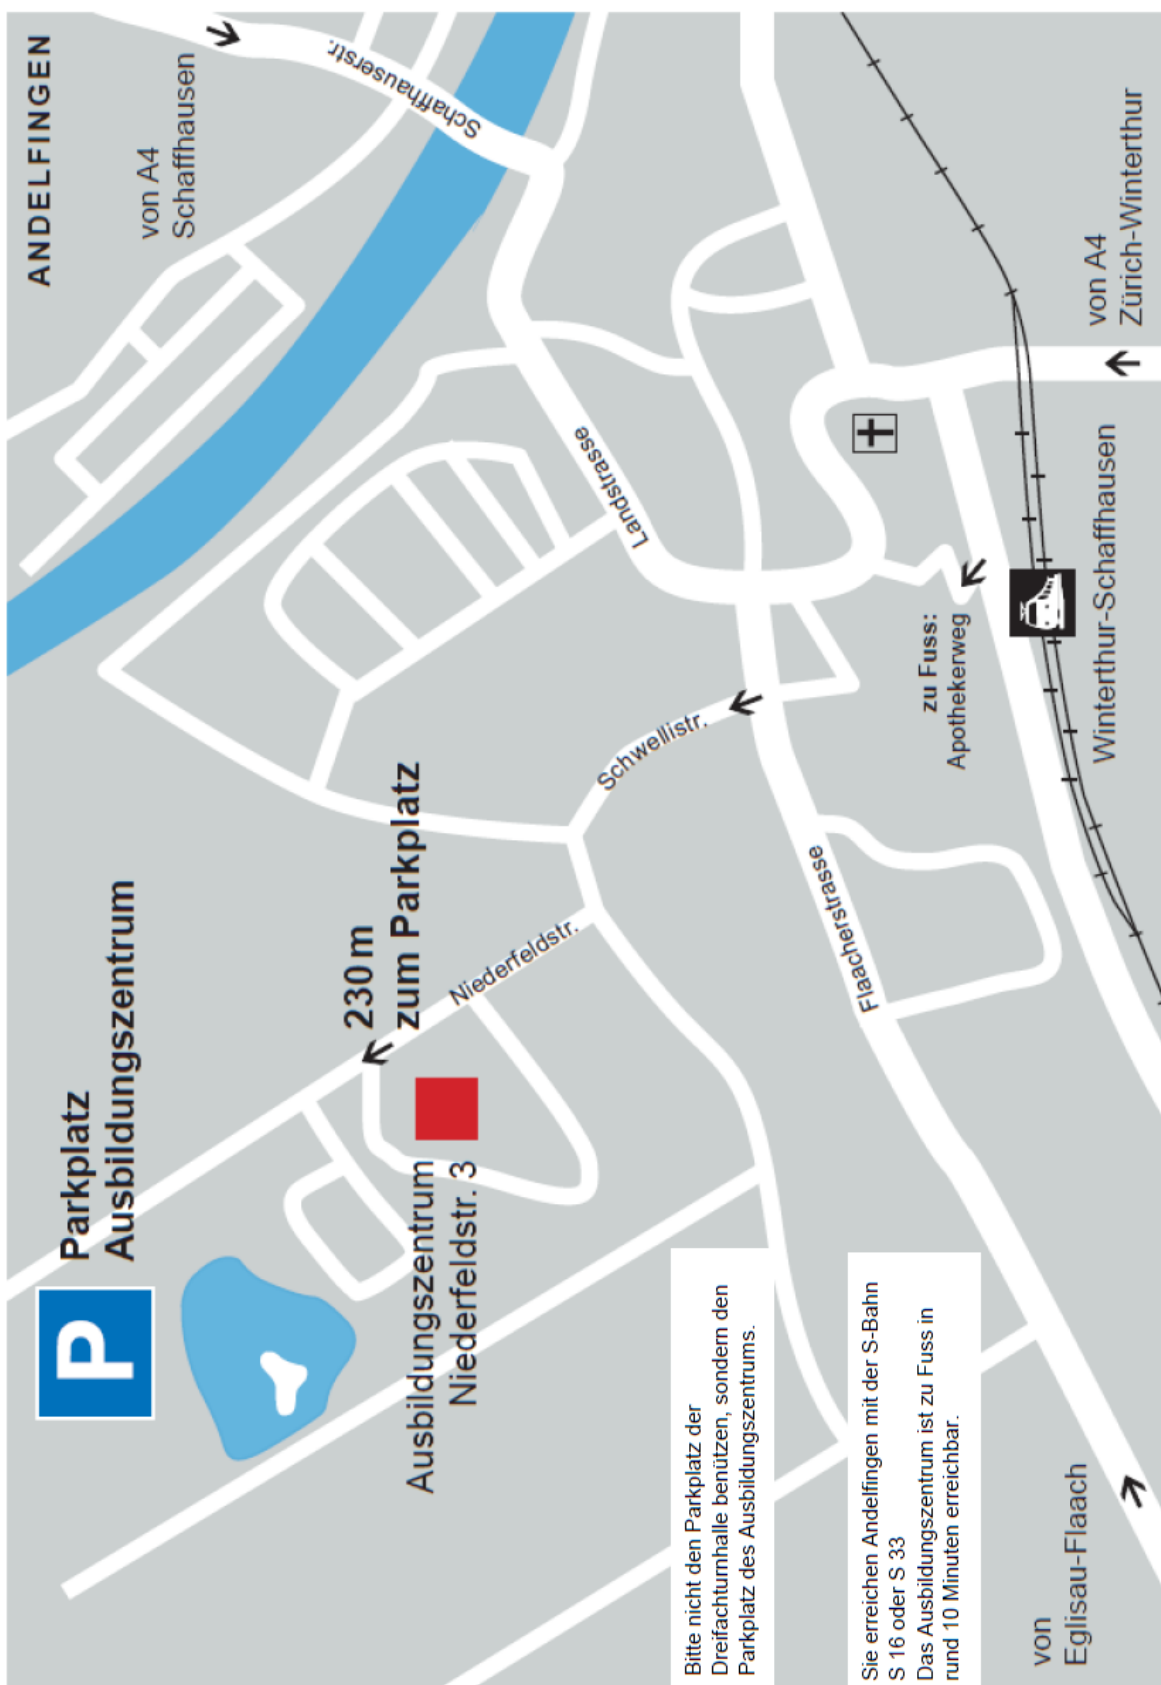 ANDELFINGEN
von A4
Schaffhausen
Schaffhauserstr.
Parkplatz
Ausbildungszentrum
P
230 m
zum Parkplatz
Niederfeldstr.
Ausbildungszentrum
Niederfeldstr. 3
Landstrasse
Schwellistr.
Flaacherstrasse
zu Fuss:
Apothekerweg
von A4
Zürich-Winterthur
Winterthur-Schaffhausen
Bitte nicht den Parkplatz der
Dreifachturnhalle benützen, sondern den
Parkplatz des Ausbildungszentrums.
Sie erreichen Andelfingen mit der S-Bahn
S 16 oder S 33
Das Ausbildungszentrum ist zu Fuss in
rund 10 Minuten erreichbar.
von
Eglisau-Flaach